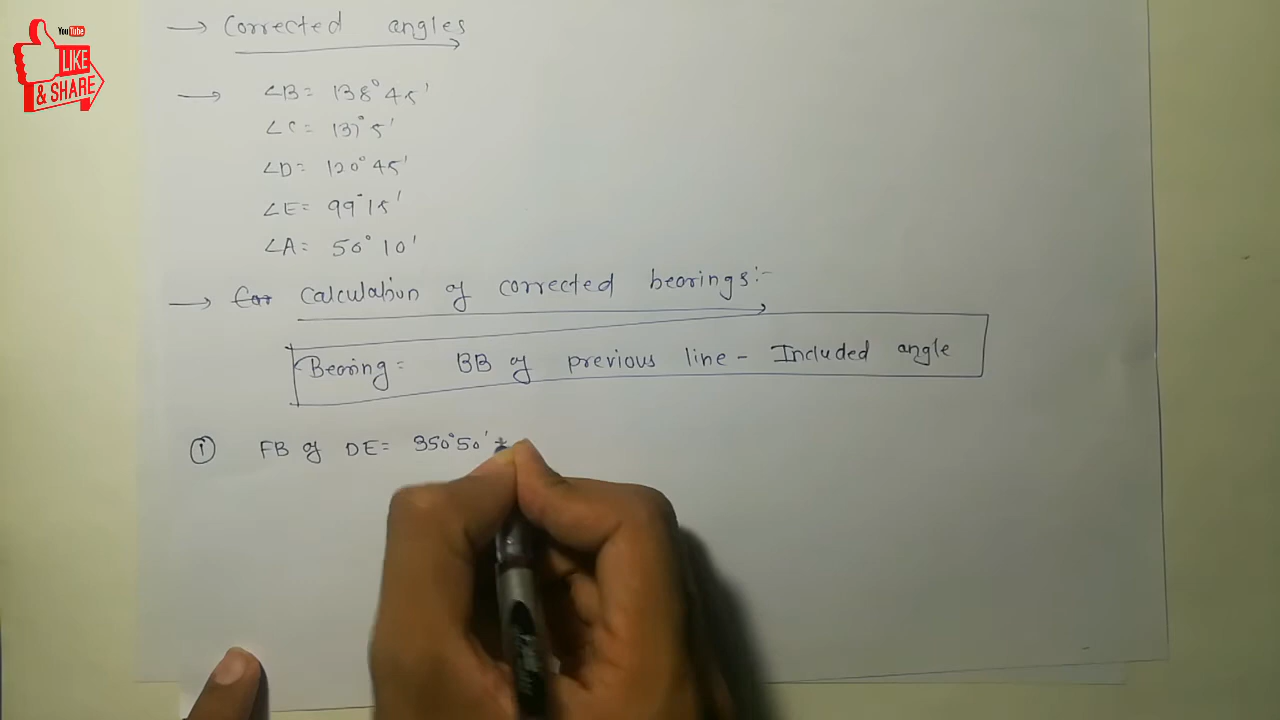 YouTube
LIKE
& SHARE
→ Corrected angles
→ ∠B = 138° 45'
∠C = 137° 5'
∠D = 120° 45'
∠E = 99° 15'
∠A = 50° 10'
→ for Calculation of corrected bearings:-
Bearing = BB of previous line - Included angle
① FB of DE = 350° 50'